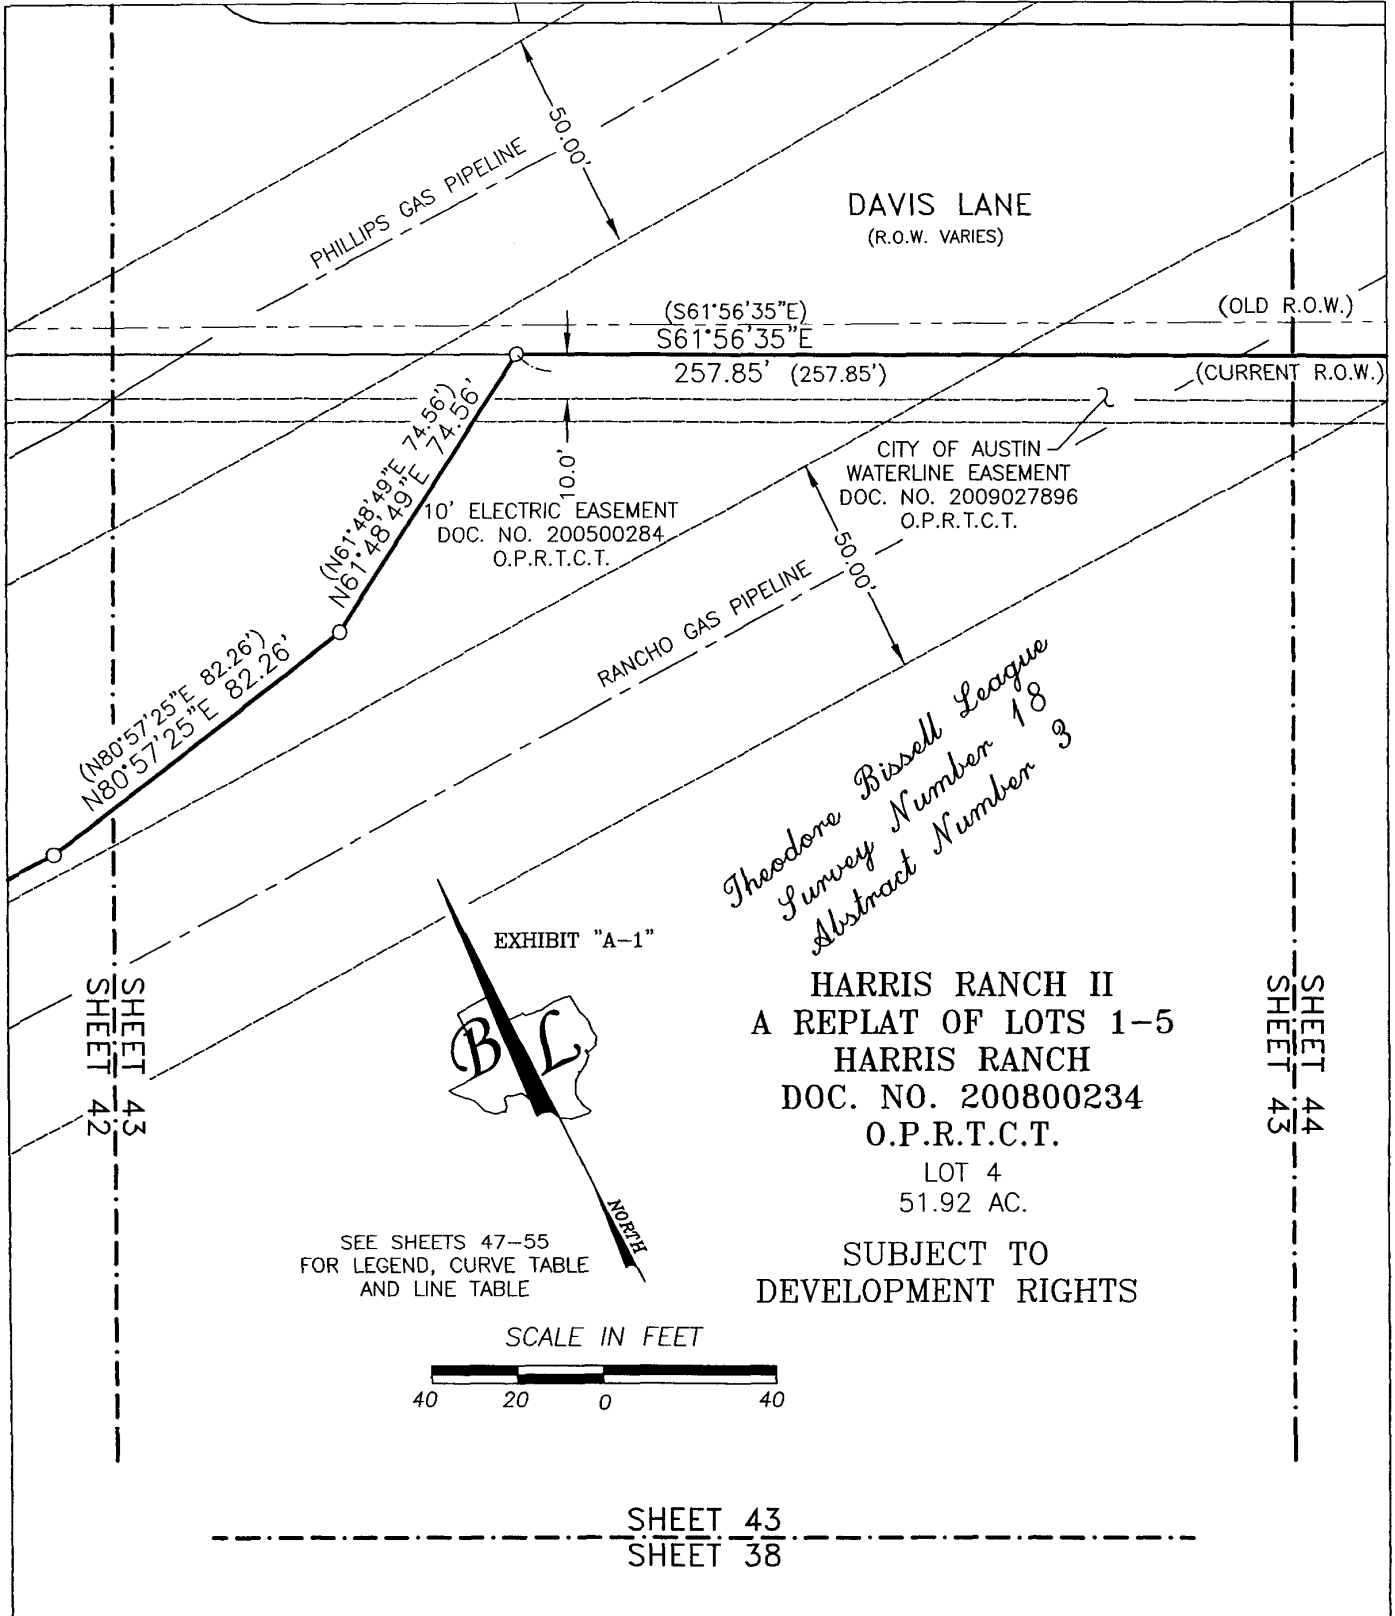 50.00'
PHILLIPS GAS PIPELINE
DAVIS LANE
(R.O.W. VARIES)
(S61°56'35"E)
S61°56'35"E
(OLD R.O.W.)
257.85' (257.85')
(CURRENT R.O.W.)
(N61°48'49"E 74.56')
N61°48'49"E 74.56'
10.0'
10' ELECTRIC EASEMENT
DOC. NO. 200500284
O.P.R.T.C.T.
CITY OF AUSTIN
WATERLINE EASEMENT
DOC. NO. 2009027896
O.P.R.T.C.T.
50.00'
RANCHO GAS PIPELINE
(N80°57'25"E 82.26')
N80°57'25"E 82.26'
Theodore Bissell League
Survey Number 18
Abstract Number 3
EXHIBIT "A-1"
B L
NORTH
HARRIS RANCH II
A REPLAT OF LOTS 1-5
HARRIS RANCH
DOC. NO. 200800234
O.P.R.T.C.T.
LOT 4
51.92 AC.
SUBJECT TO
DEVELOPMENT RIGHTS
SHEET 43
SHEET 42
SHEET 44
SHEET 43
SEE SHEETS 47-55
FOR LEGEND, CURVE TABLE
AND LINE TABLE
SCALE IN FEET
40 20 0 40
SHEET 43
SHEET 38